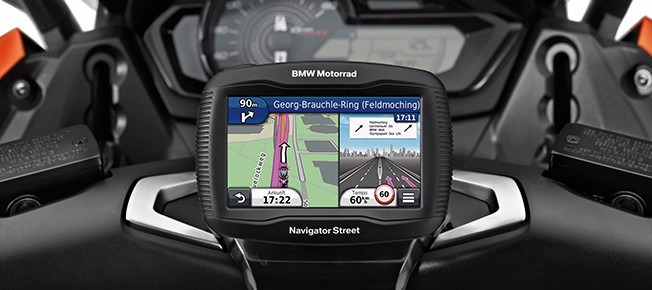 BMW Motorrad
90m
Georg-Brauchle-Ring (Feldmoching)
17:11
Ankunft
17:22
Tempo
60
60
Navigator Street